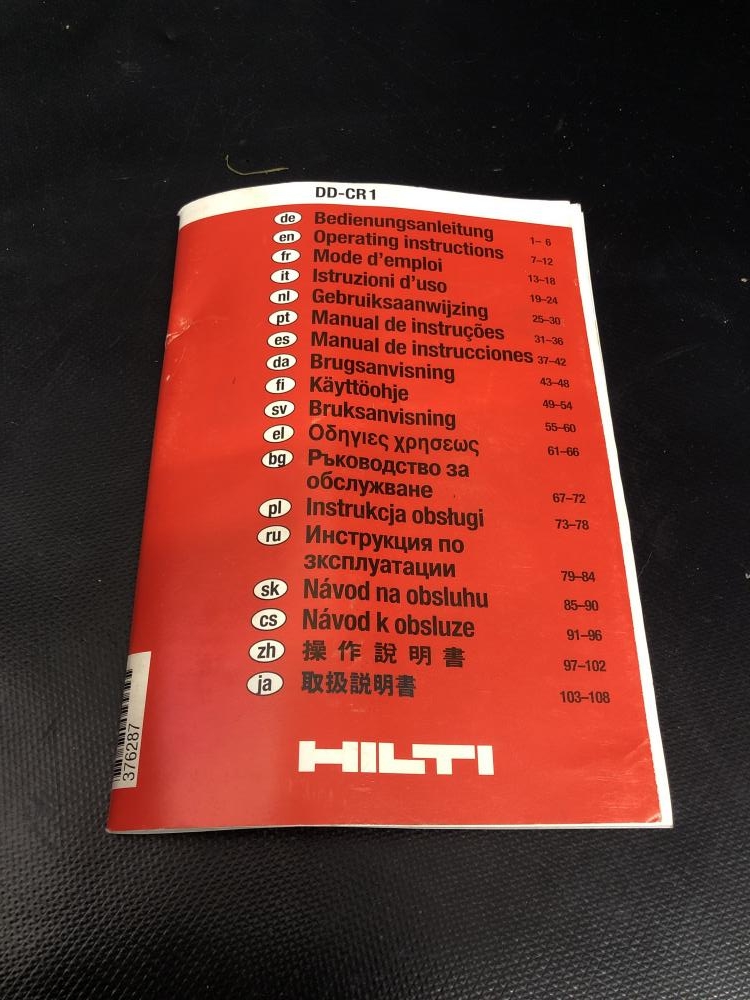 DD-CR1
de Bedienungsanleitung 1–6
en Operating instructions 7–12
fr Mode d'emploi 13–18
it Istruzioni d'uso 19–24
nl Gebruiksaanwijzing 25–30
pt Manual de instruções 31–36
es Manual de instrucciones 37–42
da Brugsanvisning 43–48
fi Käyttöohje 49–54
sv Bruksanvisning 55–60
el Οδηγιες χρησεως 61–66
bg Ръководство за
обслужване 67–72
pl Instrukcja obsługi 73–78
ru Инструкция по
зксплуатации 79–84
sk Návod na obsluhu 85–90
cs Návod k obsluze 91–96
zh 操作說明書 97–102
ja 取扱説明書 103–108
HILTI
376287